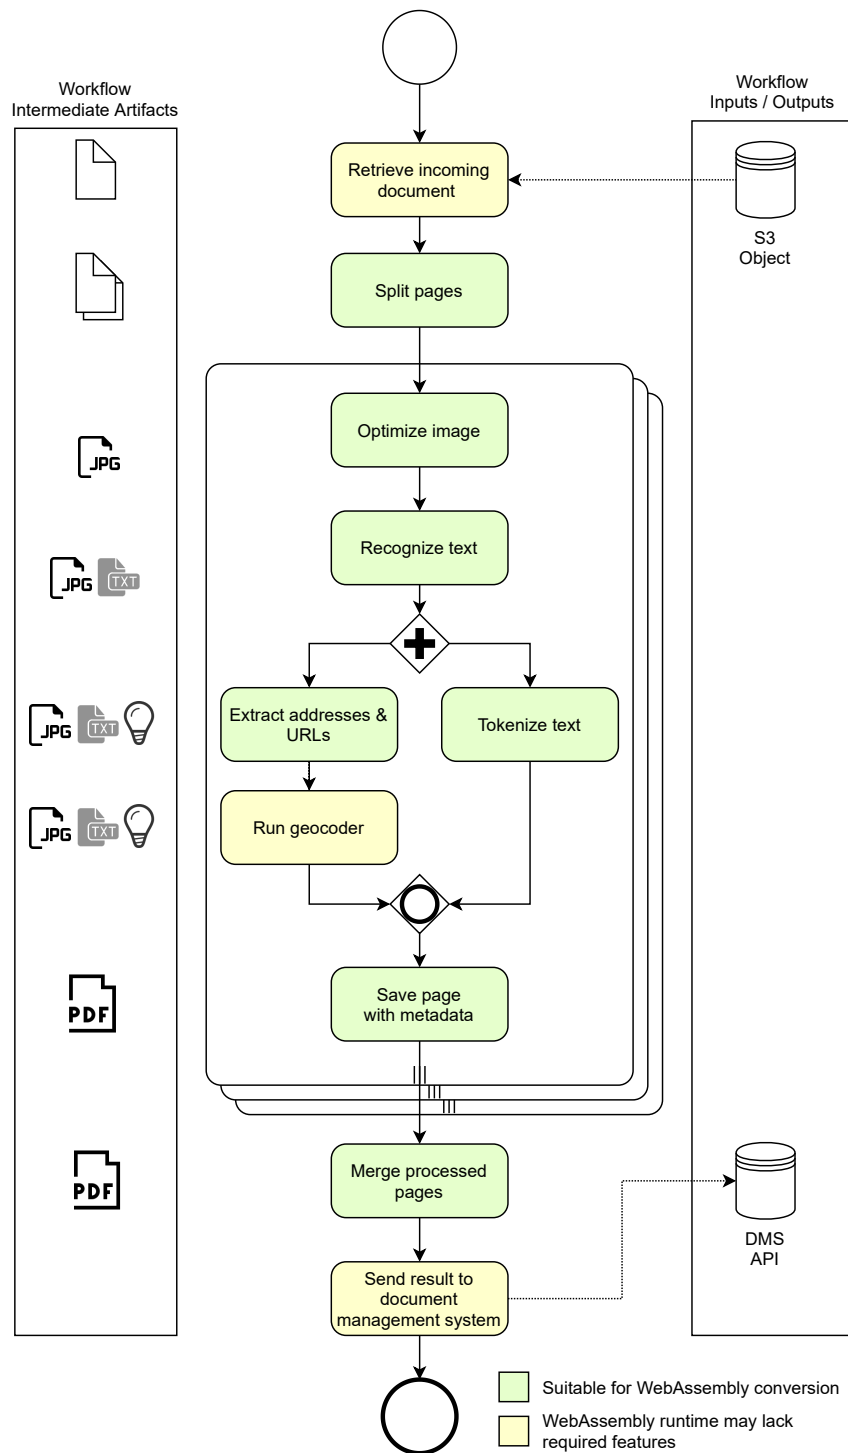 Workflow
Intermediate Artifacts
Workflow
Inputs / Outputs
Retrieve incoming
document
S3
Object
Split pages
Optimize image
JPG
Recognize text
JPG
TXT
Extract addresses &
URLs
Tokenize text
JPG
TXT
Run geocoder
JPG
TXT
Save page
with metadata
PDF
Merge processed
pages
PDF
DMS
API
Send result to
document
management system
Suitable for WebAssembly conversion
WebAssembly runtime may lack
required features